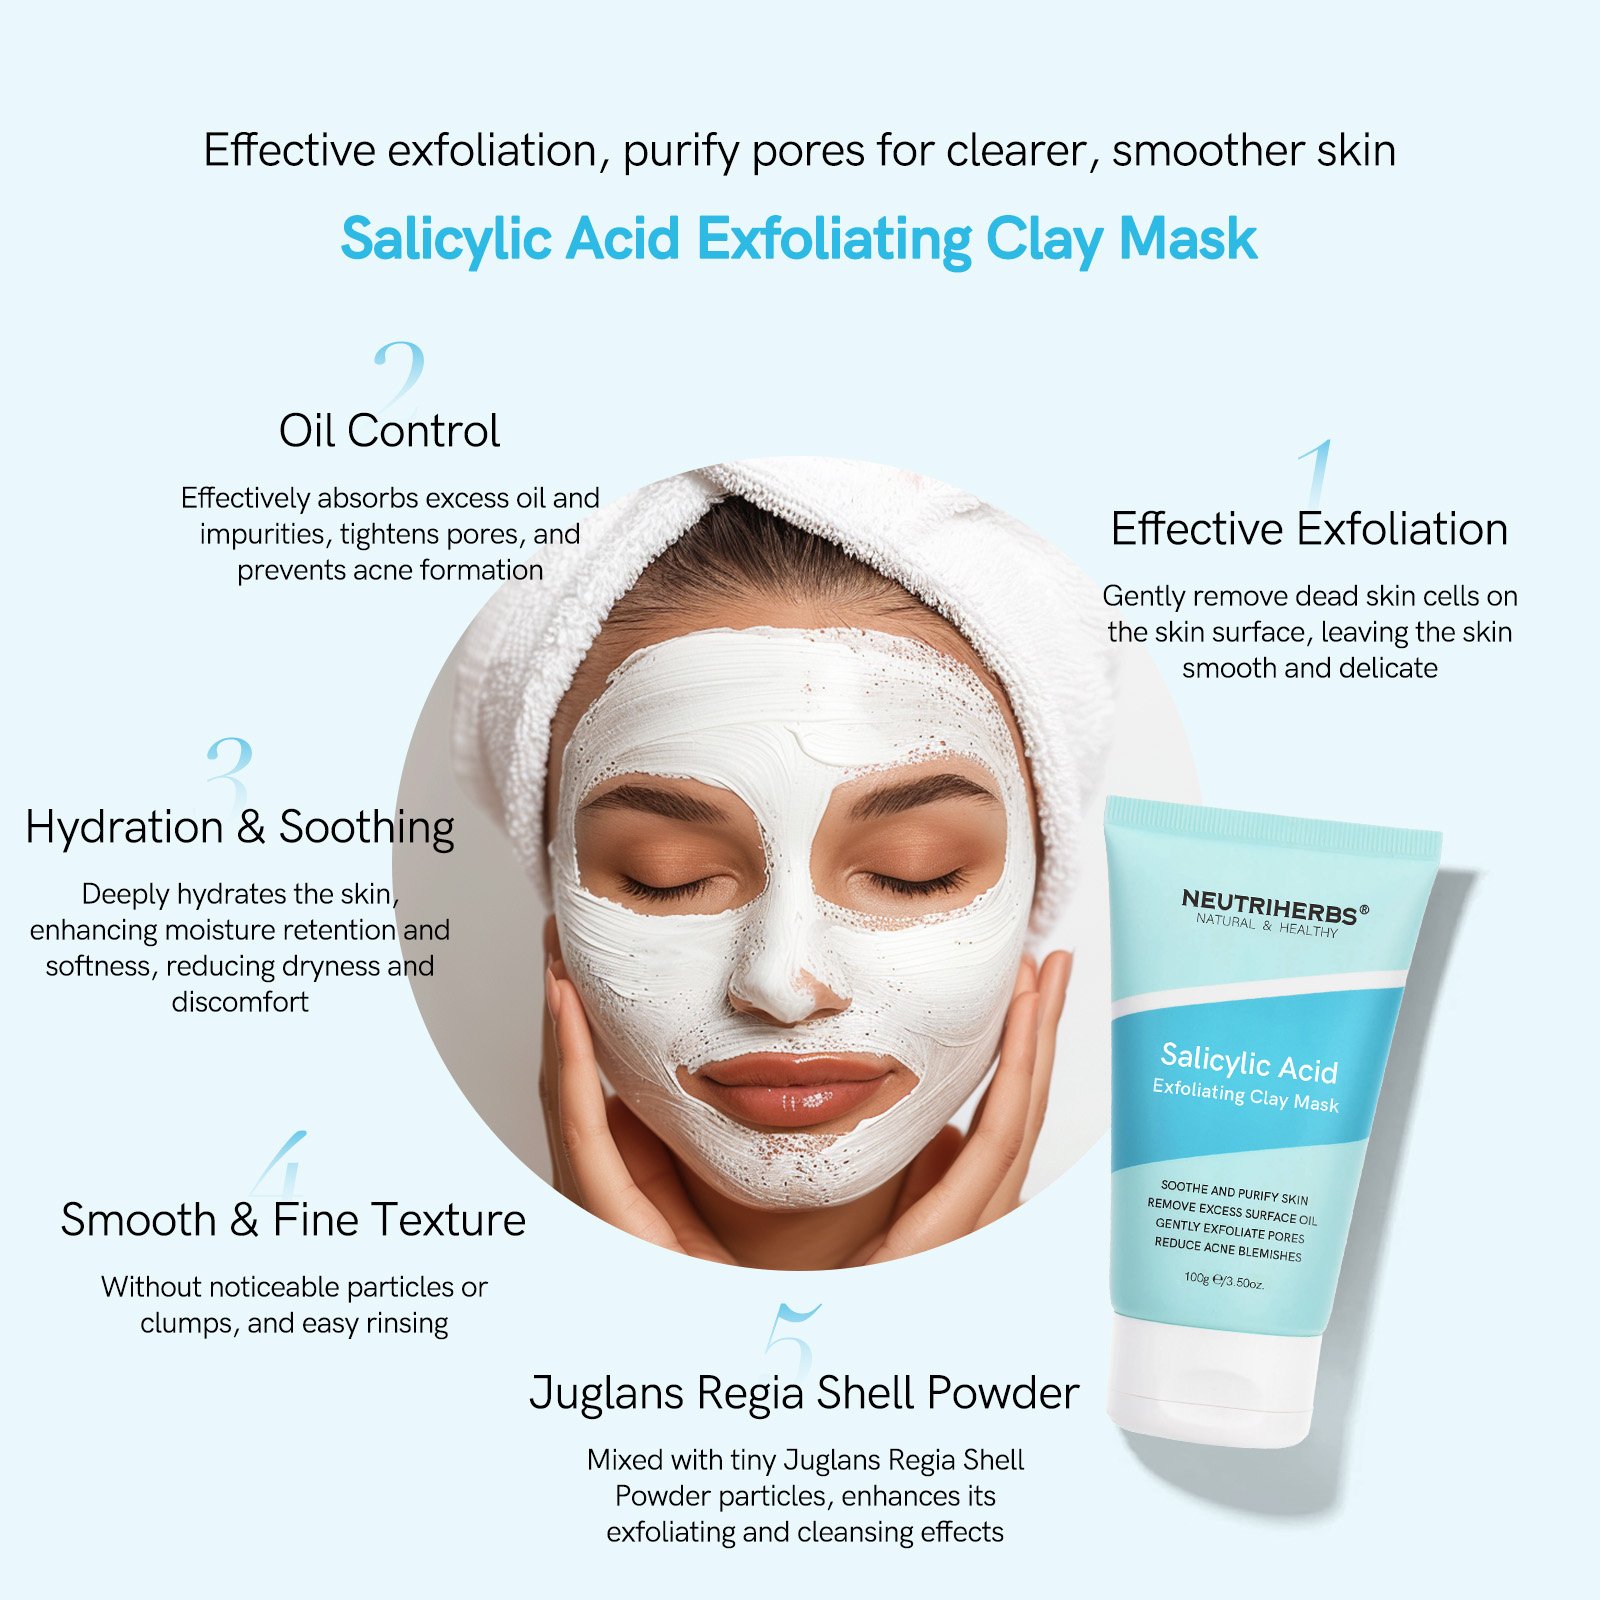 Effective exfoliation, purify pores for clearer, smoother skin
Salicylic Acid Exfoliating Clay Mask
1
Effective Exfoliation
Gently remove dead skin cells on
the skin surface, leaving the skin
smooth and delicate
2
Oil Control
Effectively absorbs excess oil and
impurities, tightens pores, and
prevents acne formation
3
Hydration & Soothing
Deeply hydrates the skin,
enhancing moisture retention and
softness, reducing dryness and
discomfort
4
Smooth & Fine Texture
Without noticeable particles or
clumps, and easy rinsing
5
Juglans Regia Shell Powder
Mixed with tiny Juglans Regia Shell
Powder particles, enhances its
exfoliating and cleansing effects
NEUTRIHERBS®
NATURAL & HEALTHY
Salicylic Acid
Exfoliating Clay Mask
SOOTHE AND PURIFY SKIN
REMOVE EXCESS SURFACE OIL
GENTLY EXFOLIATE PORES
REDUCE ACNE BLEMISHES
100g ℮/3.50oz.